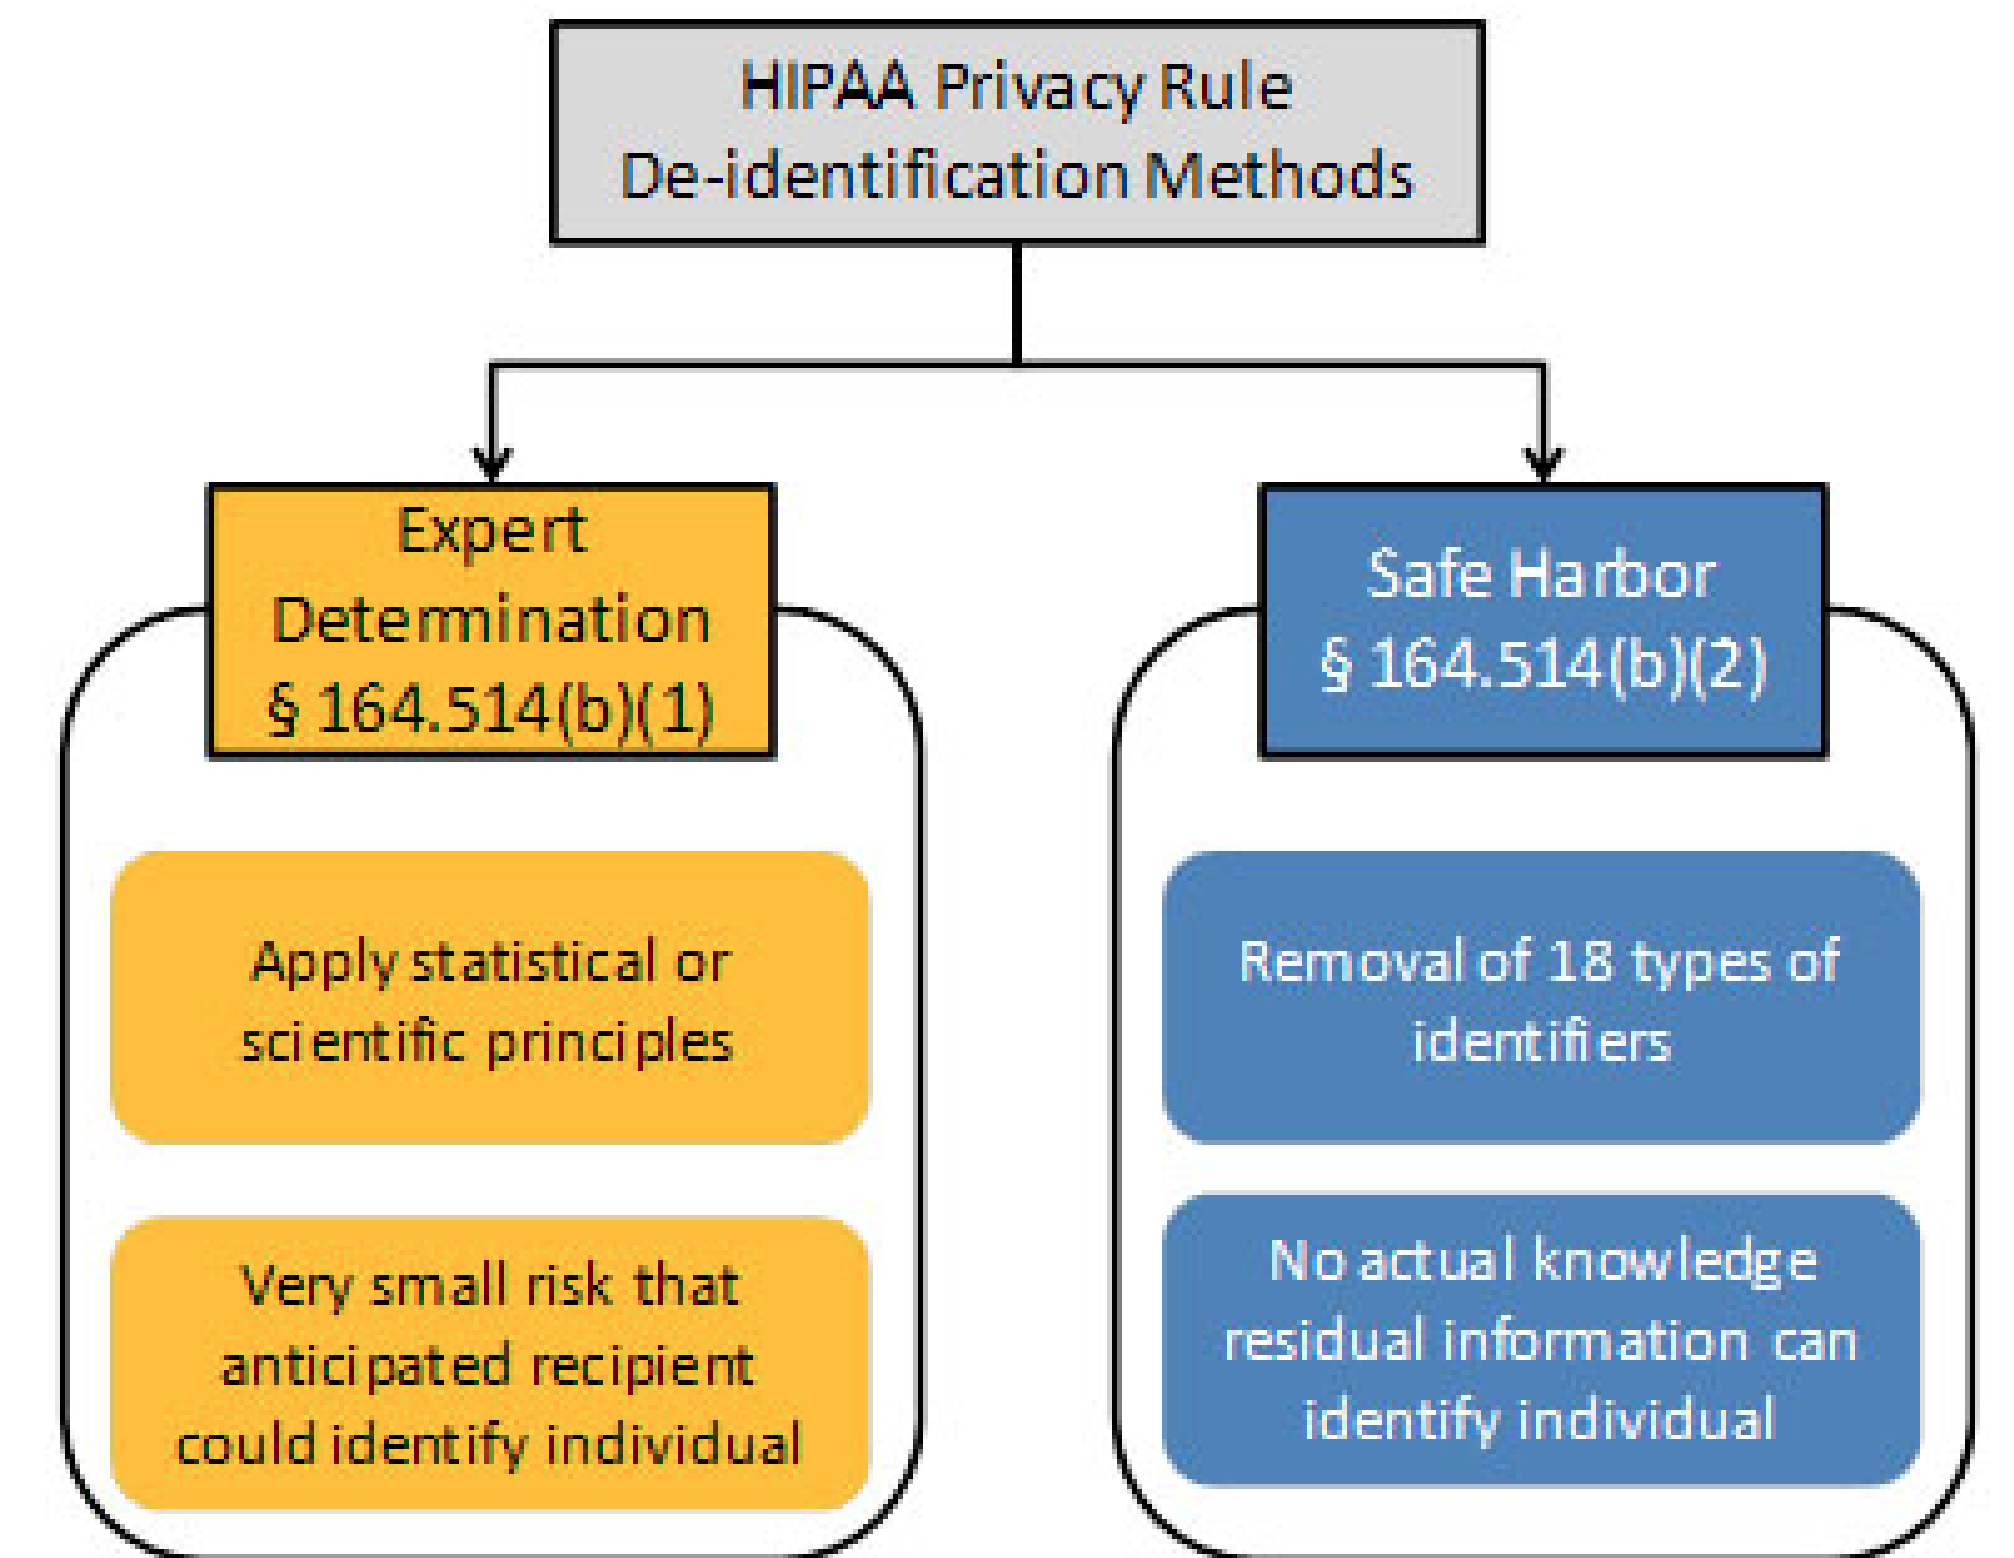 HIPAA Privacy Rule
De-identification Methods
Expert
Determination
§ 164.514(b)(1)
Apply statistical or
scientific principles
Very small risk that
anticipated recipient
could identify individual
Safe Harbor
§ 164.514(b)(2)
Removal of 18 types of
identifiers
No actual knowledge
residual information can
identify individual